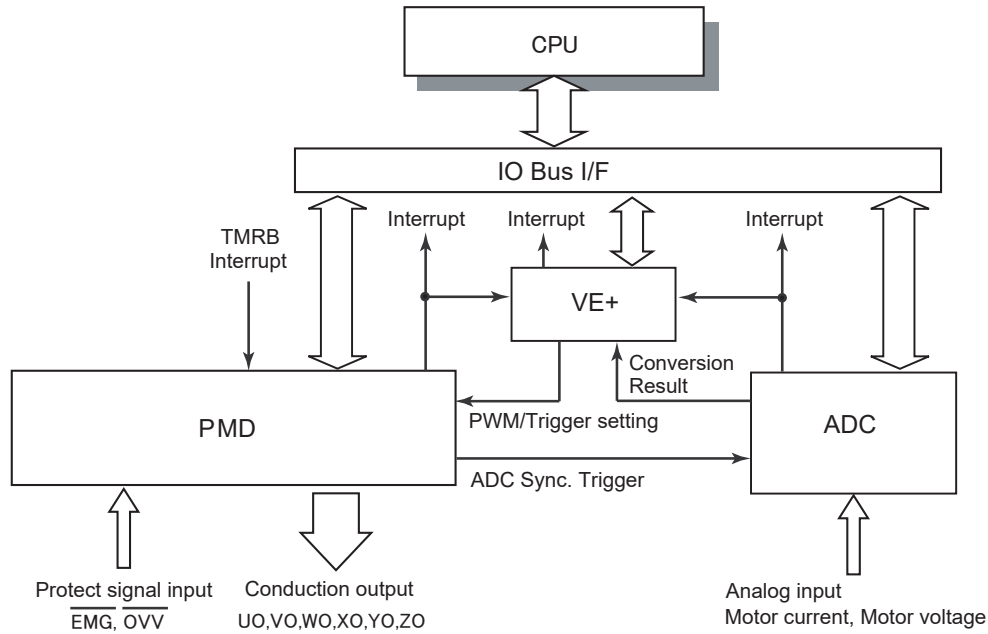 CPU
IO Bus I/F
Interrupt
Interrupt
Interrupt
TMRB
Interrupt
VE+
Conversion
Result
PMD
PWM/Trigger setting
ADC
ADC Sync. Trigger
Protect signal input
EMG, OVV
Conduction output
UO,VO,WO,XO,YO,ZO
Analog input
Motor current, Motor voltage